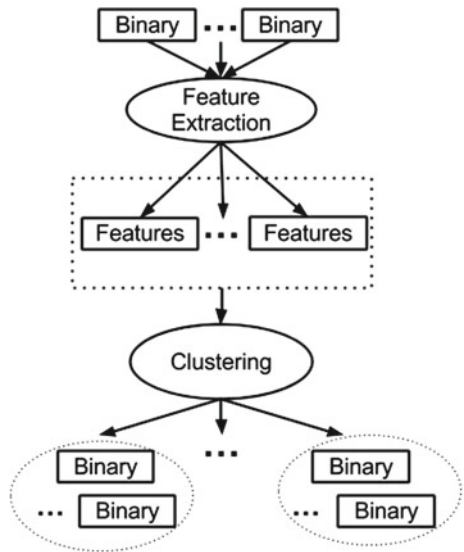 Binary ... Binary
Feature
Extraction
Features ... Features
Clustering
...
Binary Binary
... Binary ... Binary